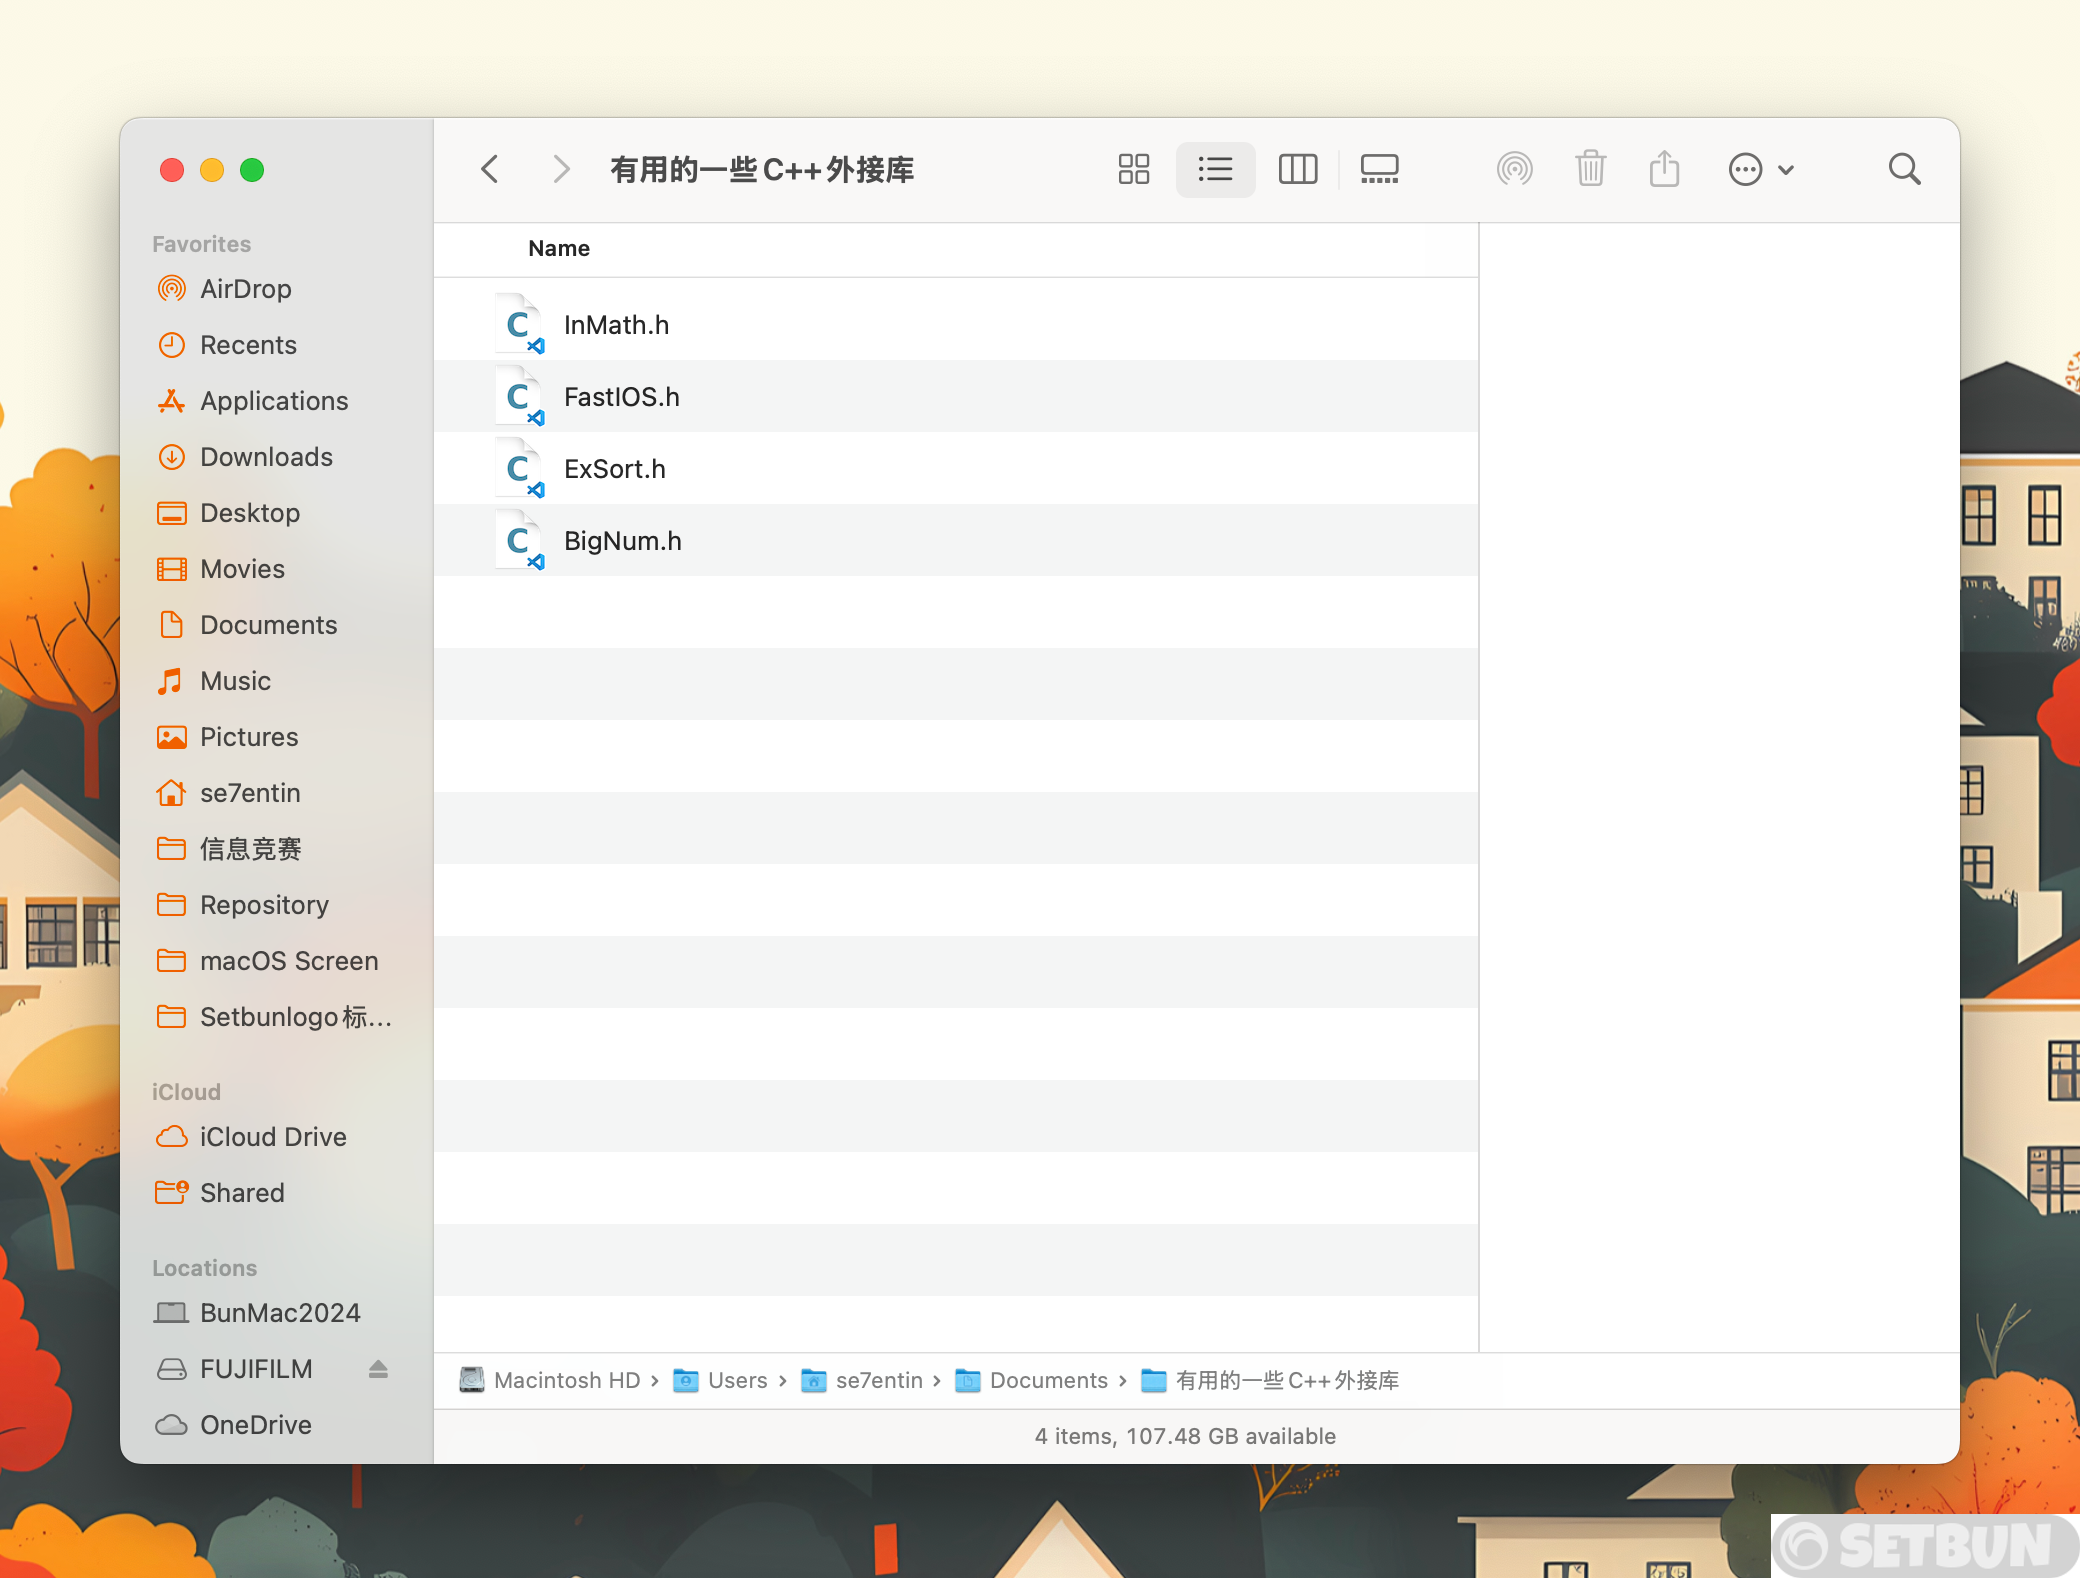 有用的一些C++外接库
Favorites
AirDrop
Recents
Applications
Downloads
Desktop
Movies
Documents
Music
Pictures
se7entin
信息竞赛
Repository
macOS Screen
Setbunlogo标…
iCloud
iCloud Drive
Shared
Locations
BunMac2024
FUJIFILM
OneDrive
Name
InMath.h
FastIOS.h
ExSort.h
BigNum.h
Macintosh HD › Users › se7entin › Documents › 有用的一些C++外接库
4 items, 107.48 GB available
SETBUN